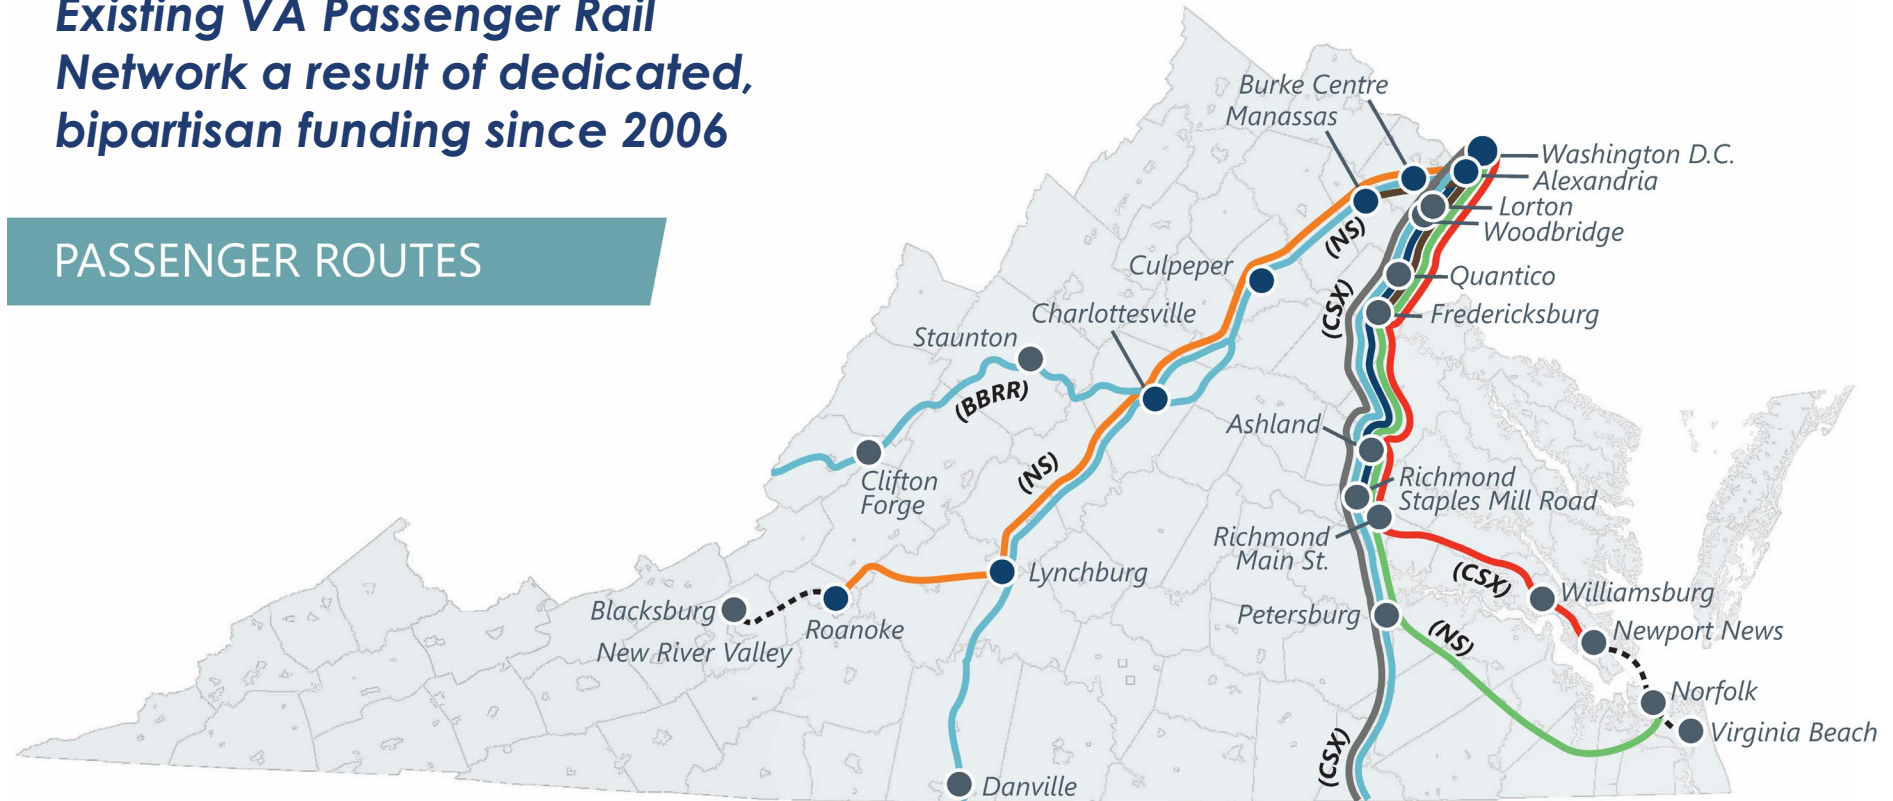 Existing VA Passenger Rail
Network a result of dedicated,
bipartisan funding since 2006
PASSENGER ROUTES
Burke Centre
Manassas
Washington D.C.
Alexandria
Lorton
Woodbridge
(NS)
Culpeper
Quantico
(CSX)
Charlottesville
Fredericksburg
Staunton
(BBRR)
Ashland
(NS)
Clifton
Forge
Richmond
Staples Mill Road
Richmond
Main St.
Lynchburg
(CSX)
Williamsburg
Blacksburg
Roanoke
Petersburg
(NS)
Newport News
New River Valley
Norfolk
Virginia Beach
(CSX)
Danville